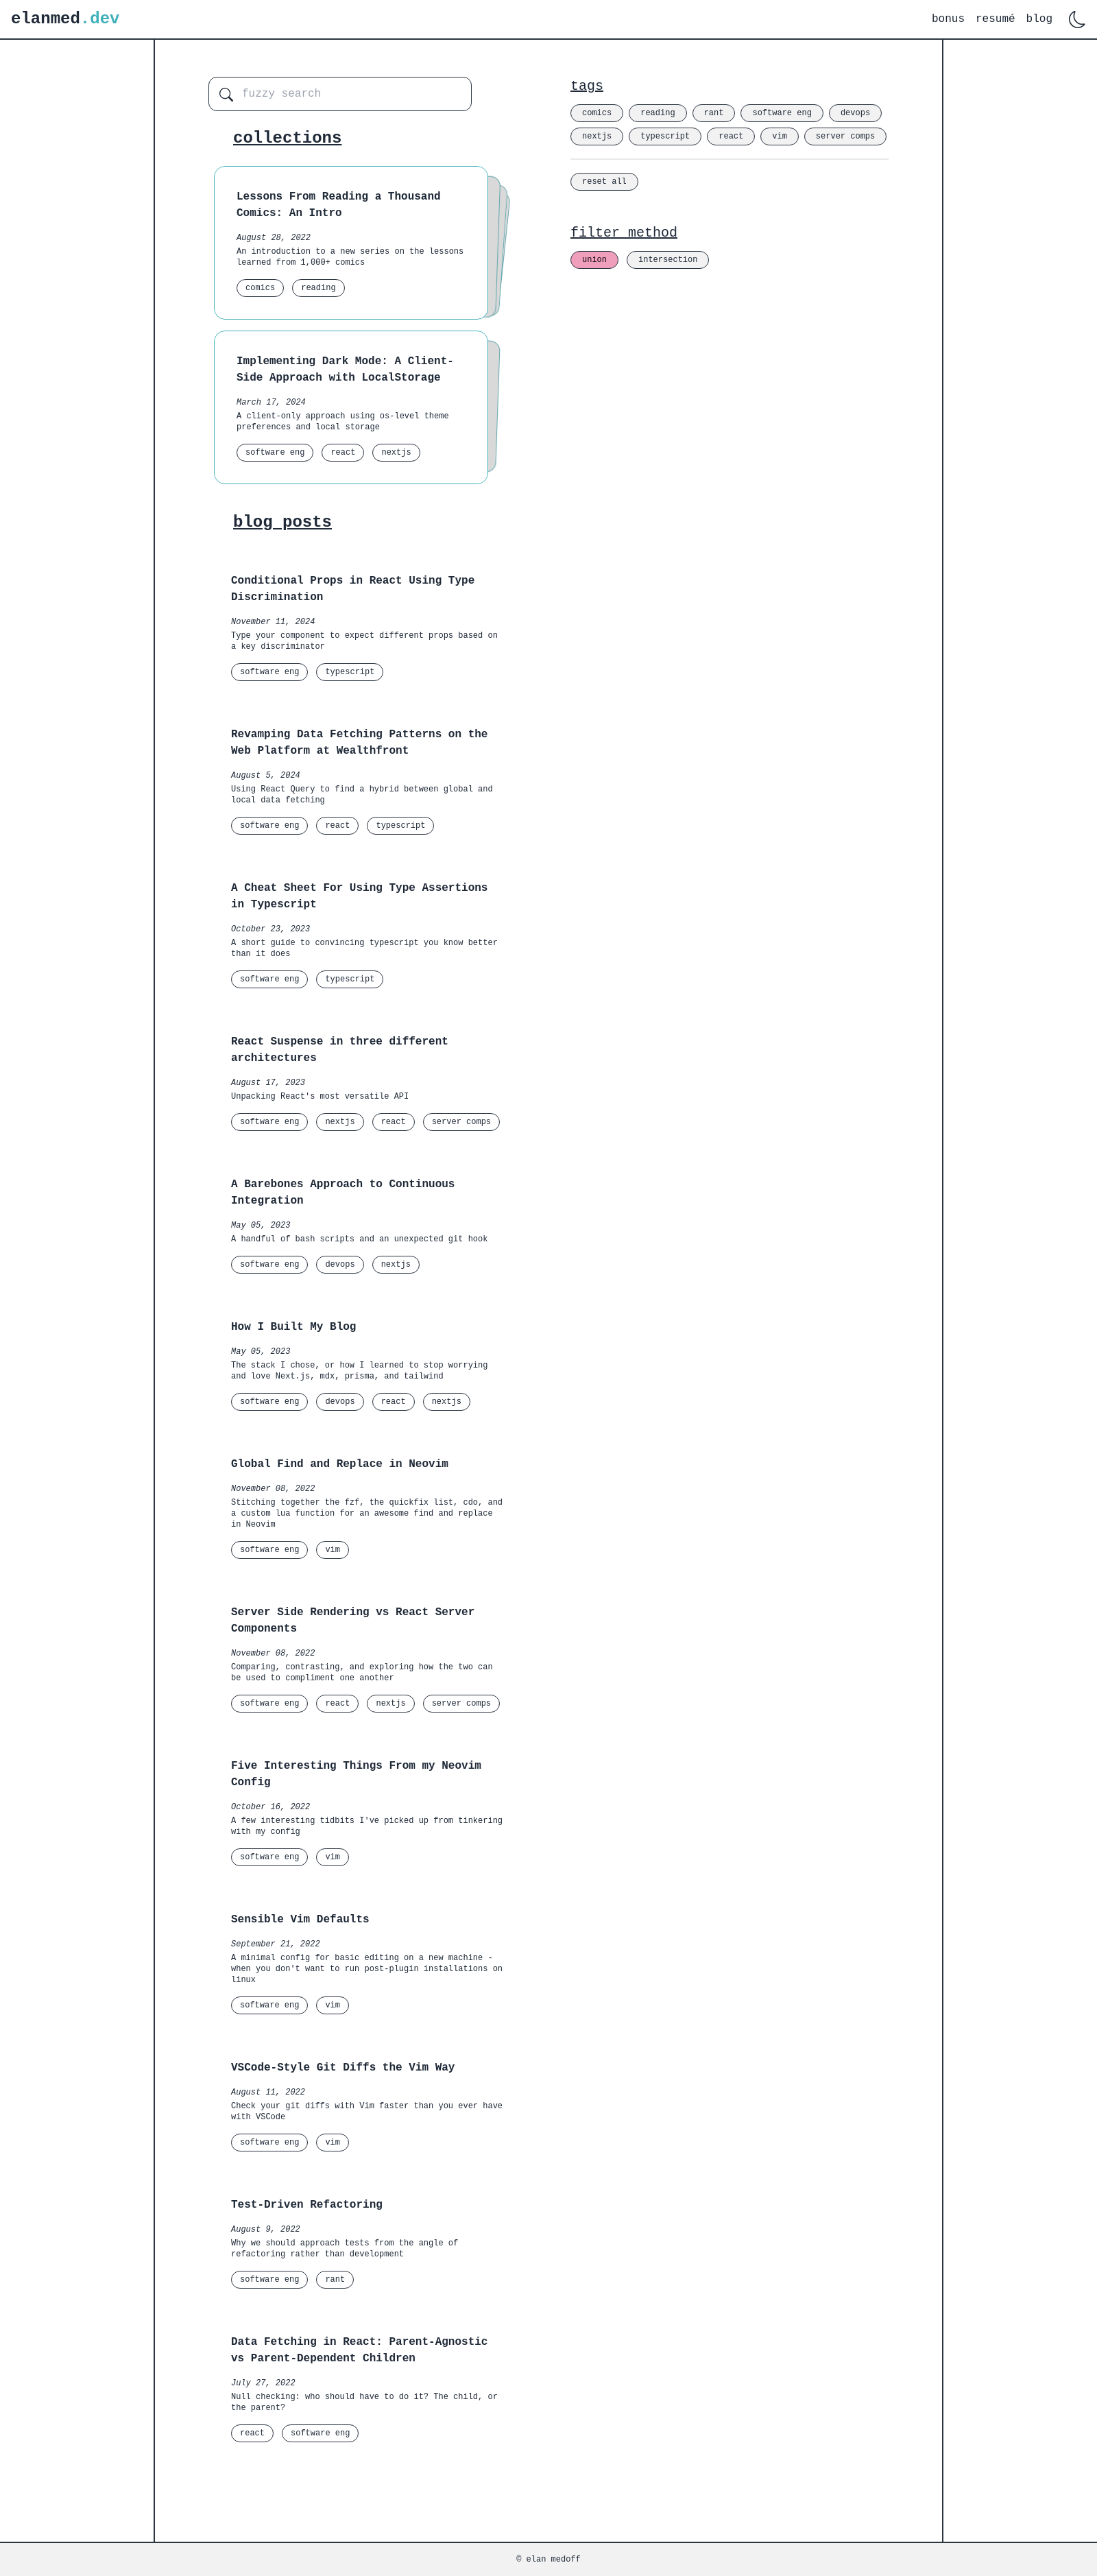 elanmed.dev
bonus resumé blog
fuzzy search
collections
Lessons From Reading a Thousand
Comics: An Intro
August 28, 2022
An introduction to a new series on the lessons
learned from 1,000+ comics
comics reading
Implementing Dark Mode: A Client-
Side Approach with LocalStorage
March 17, 2024
A client-only approach using os-level theme
preferences and local storage
software eng react nextjs
blog posts
Conditional Props in React Using Type
Discrimination
November 11, 2024
Type your component to expect different props based on
a key discriminator
software eng typescript
Revamping Data Fetching Patterns on the
Web Platform at Wealthfront
August 5, 2024
Using React Query to find a hybrid between global and
local data fetching
software eng react typescript
A Cheat Sheet For Using Type Assertions
in Typescript
October 23, 2023
A short guide to convincing typescript you know better
than it does
software eng typescript
React Suspense in three different
architectures
August 17, 2023
Unpacking React's most versatile API
software eng nextjs react server comps
A Barebones Approach to Continuous
Integration
May 05, 2023
A handful of bash scripts and an unexpected git hook
software eng devops nextjs
How I Built My Blog
May 05, 2023
The stack I chose, or how I learned to stop worrying
and love Next.js, mdx, prisma, and tailwind
software eng devops react nextjs
Global Find and Replace in Neovim
November 08, 2022
Stitching together the fzf, the quickfix list, cdo, and
a custom lua function for an awesome find and replace
in Neovim
software eng vim
Server Side Rendering vs React Server
Components
November 08, 2022
Comparing, contrasting, and exploring how the two can
be used to compliment one another
software eng react nextjs server comps
Five Interesting Things From my Neovim
Config
October 16, 2022
A few interesting tidbits I've picked up from tinkering
with my config
software eng vim
Sensible Vim Defaults
September 21, 2022
A minimal config for basic editing on a new machine -
when you don't want to run post-plugin installations on
linux
software eng vim
VSCode-Style Git Diffs the Vim Way
August 11, 2022
Check your git diffs with Vim faster than you ever have
with VSCode
software eng vim
Test-Driven Refactoring
August 9, 2022
Why we should approach tests from the angle of
refactoring rather than development
software eng rant
Data Fetching in React: Parent-Agnostic
vs Parent-Dependent Children
July 27, 2022
Null checking: who should have to do it? The child, or
the parent?
react software eng
tags
comics reading rant software eng devops
nextjs typescript react vim server comps
reset all
filter method
union intersection
© elan medoff